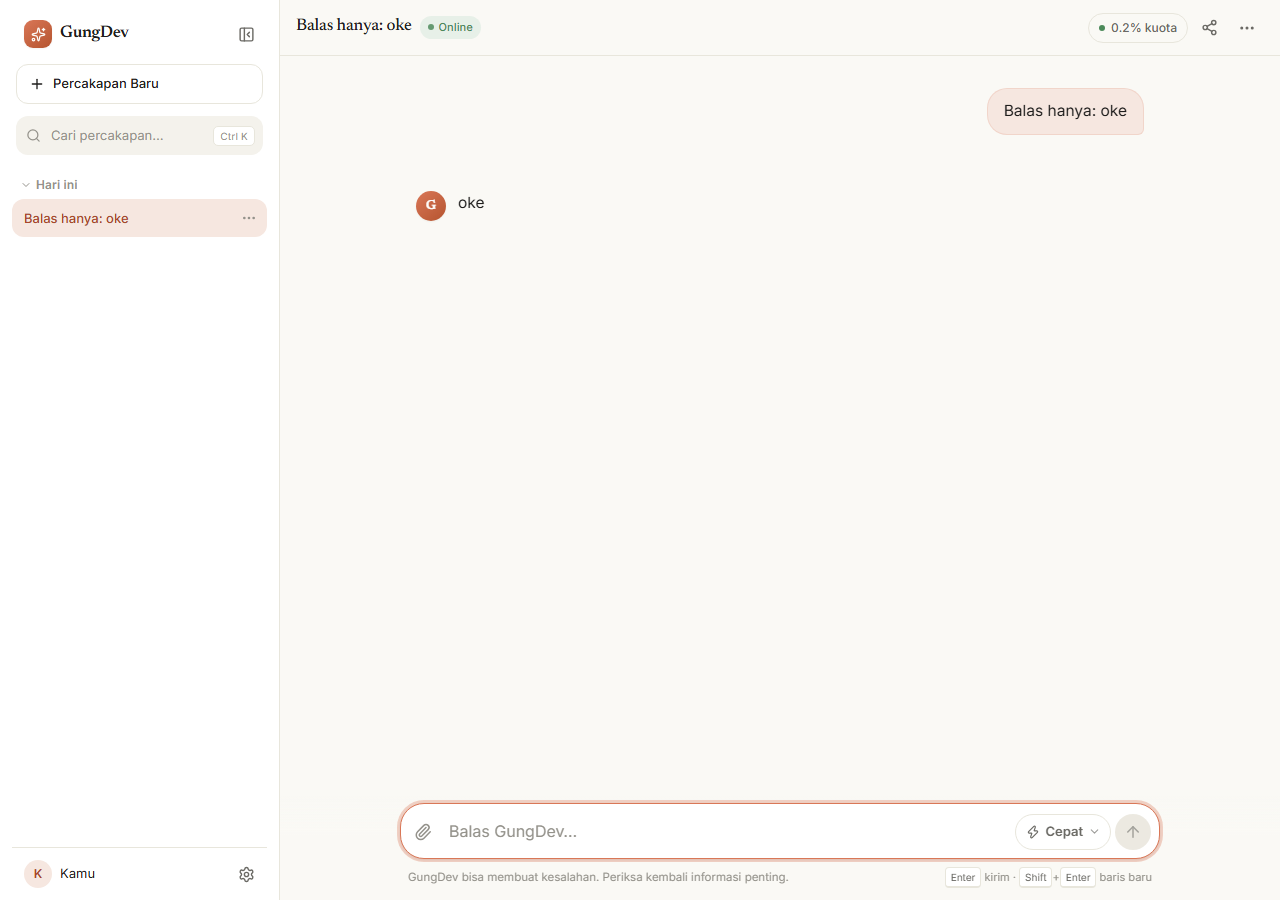 GungDev
Percakapan Baru
Cari percakapan... Ctrl K
Hari ini
Balas hanya: oke
K Kamu
Balas hanya: oke Online
0.2% kuota
Balas hanya: oke
G oke
Balas GungDev...
Cepat
GungDev bisa membuat kesalahan. Periksa kembali informasi penting.
Enter kirim · Shift + Enter baris baru